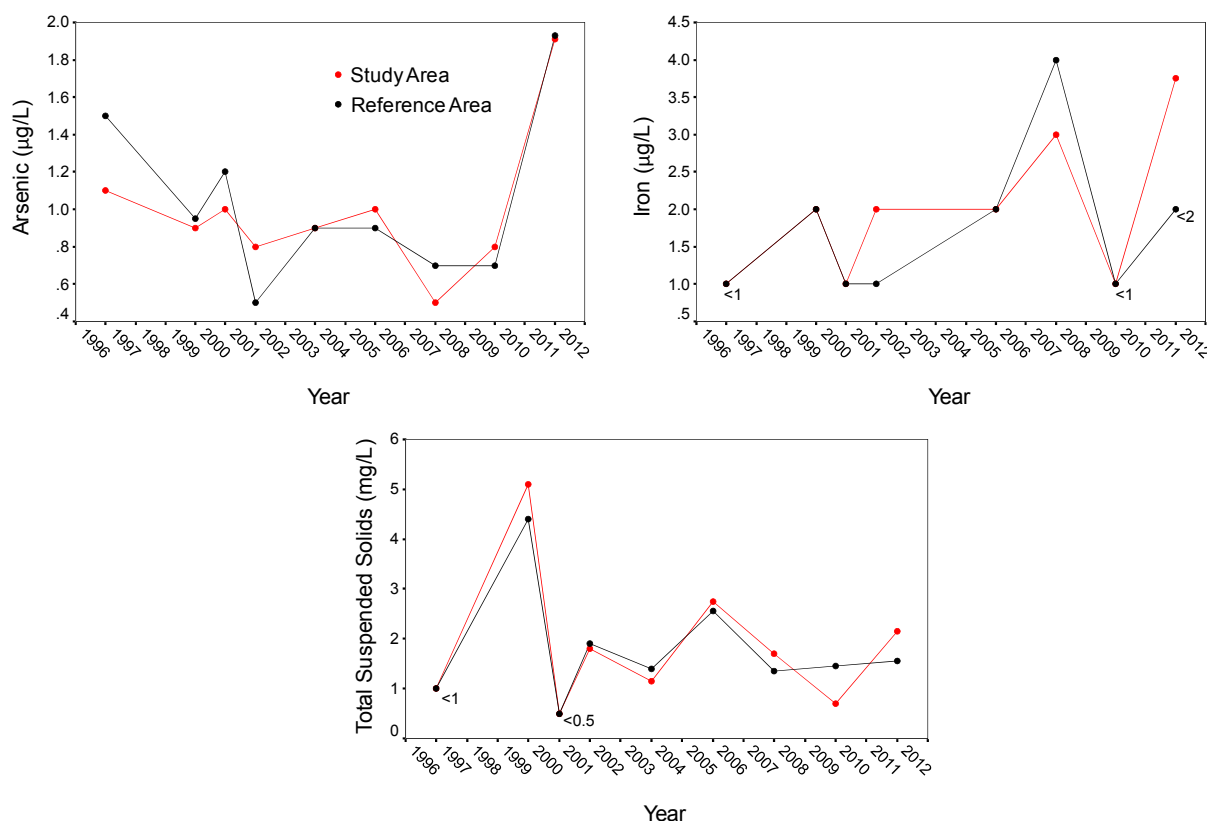 Arsenic (µg/L)
2.0
1.8
1.6
1.4
1.2
1.0
.8
.6
.4
Study Area
Reference Area
1996 1997 1998 1999 2000 2001 2002 2003 2004 2005 2006 2007 2008 2009 2010 2011 2012
Year
Iron (µg/L)
4.5
4.0
3.5
3.0
2.5
2.0
1.5
1.0
.5
<1
<1
<2
1996 1997 1998 1999 2000 2001 2002 2003 2004 2005 2006 2007 2008 2009 2010 2011 2012
Year
Total Suspended Solids (mg/L)
6
5
4
3
2
1
0
<1
<0.5
1996 1997 1998 1999 2000 2001 2002 2003 2004 2005 2006 2007 2008 2009 2010 2011 2012
Year